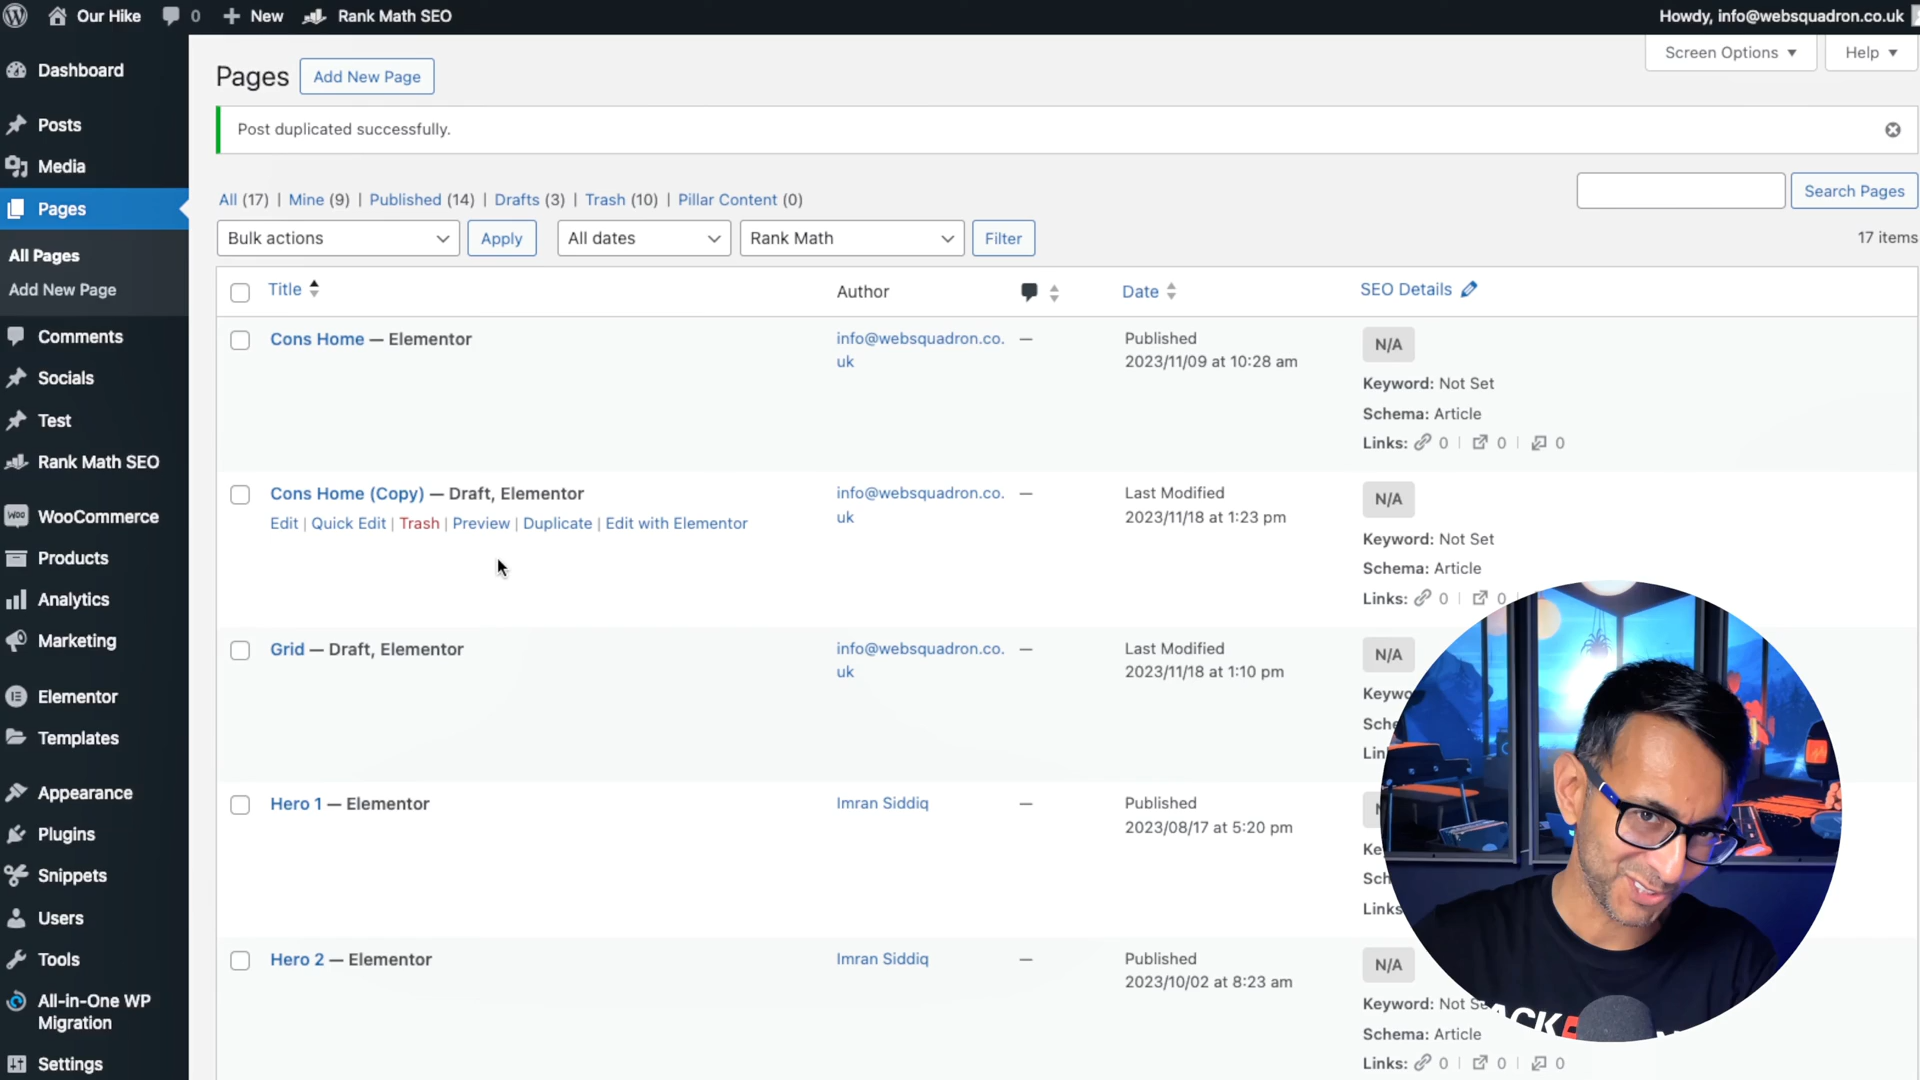 Our Hike 0 New Rank Math SEO Howdy, info@websquadron.co.uk
Screen Options Help
Dashboard
Posts
Media
Pages
All Pages
Add New Page
Comments
Socials
Test
Rank Math SEO
WooCommerce
Products
Analytics
Marketing
Elementor
Templates
Appearance
Plugins
Snippets
Users
Tools
All-in-One WP
Migration
Settings
Pages Add New Page
Post duplicated successfully.
All (17) | Mine (9) | Published (14) | Drafts (3) | Trash (10) | Pillar Content (0)
Search Pages
Bulk actions Apply All dates Rank Math Filter 17 items
Title Author Date SEO Details
Cons Home — Elementor
info@websquadron.co.
uk
—
Published
2023/11/09 at 10:28 am
N/A
Keyword: Not Set
Schema: Article
Links: 0 | 0 | 0
Cons Home (Copy) — Draft, Elementor
Edit | Quick Edit | Trash | Preview | Duplicate | Edit with Elementor
info@websquadron.co.
uk
—
Last Modified
2023/11/18 at 1:23 pm
N/A
Keyword: Not Set
Schema: Article
Links: 0 | 0
Grid — Draft, Elementor
info@websquadron.co.
uk
—
Last Modified
2023/11/18 at 1:10 pm
N/A
Keywo
Sche
Lin
Hero 1 — Elementor
Imran Siddiq
—
Published
2023/08/17 at 5:20 pm
Ke
Sch
Links
Hero 2 — Elementor
Imran Siddiq
—
Published
2023/10/02 at 8:23 am
N/A
Keyword: Not Se
Schema: Article
Links: 0 | 0 | 0